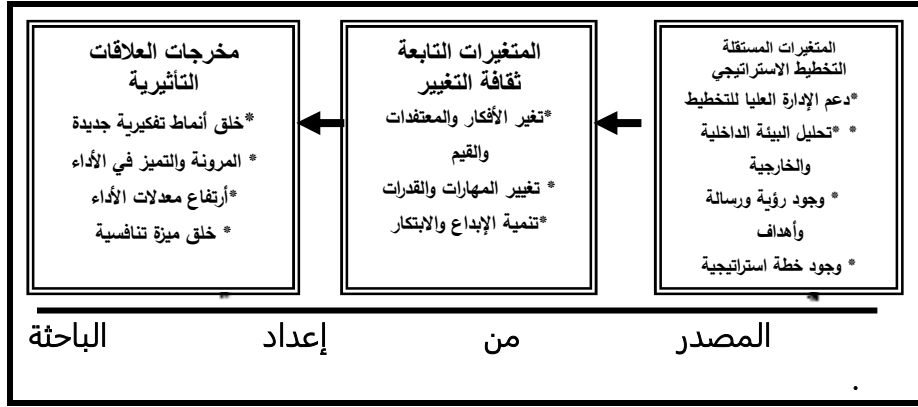 المتغيرات المستقلة
التخطيط الاستراتيجي
*دعم الإدارة العليا للتخطيط
* *تحليل البيئة الداخلية
والخارجية
* وجود رؤية ورسالة
وأهداف
* وجود خطة استراتيجية
المتغيرات التابعة
ثقافة التغيير
*تغير الأفكار والمعتفدات
والقيم
* تغيير المهارات والقدرات
*تنمية الإبداع والابتكار
مخرجات العلاقات
التأثيرية
*خلق أنماط تفكيرية جديدة
* المرونة والتميز في الأداء
*أرتفاع معدلات الأداء
* خلق ميزة تنافسية
المصدر من إعداد الباحثة
.